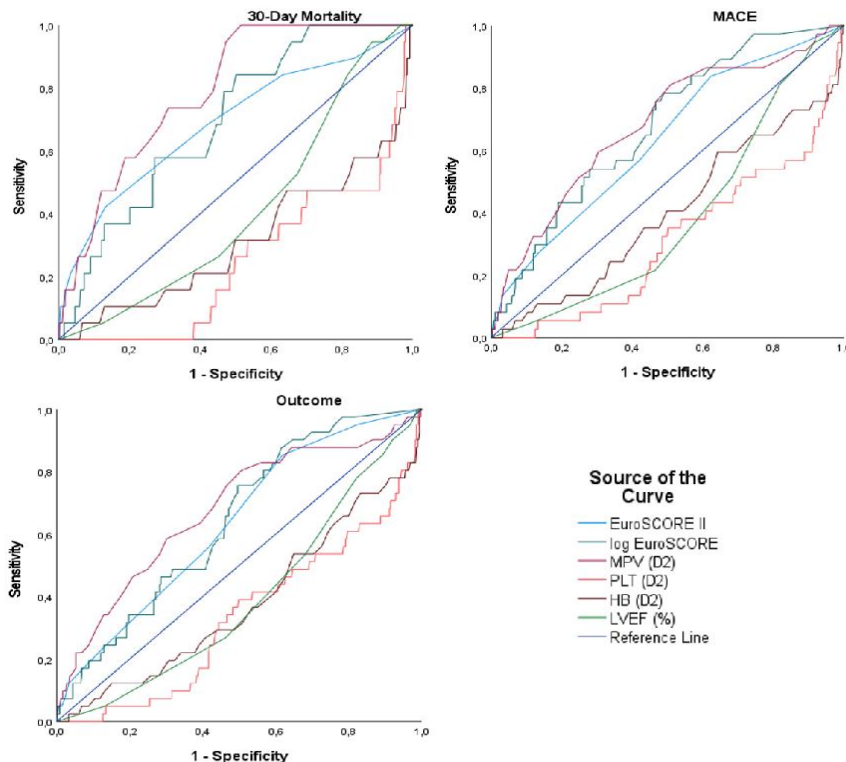 30-Day Mortality
1,0
0,8
0,6
0,4
0,2
0,0
Sensitivity
0,0 0,2 0,4 0,6 0,8 1,0
1 - Specificity
MACE
1,0
0,8
0,6
0,4
0,2
0,0
Sensitivity
0,0 0,2 0,4 0,6 0,8 1,0
1 - Specificity
Outcome
1,0
0,8
0,6
0,4
0,2
0,0
Sensitivity
0,0 0,2 0,4 0,6 0,8 1,0
1 - Specificity
Source of the
Curve
EuroSCORE II
log EuroSCORE
MPV (D2)
PLT (D2)
HB (D2)
LVEF (%)
Reference Line